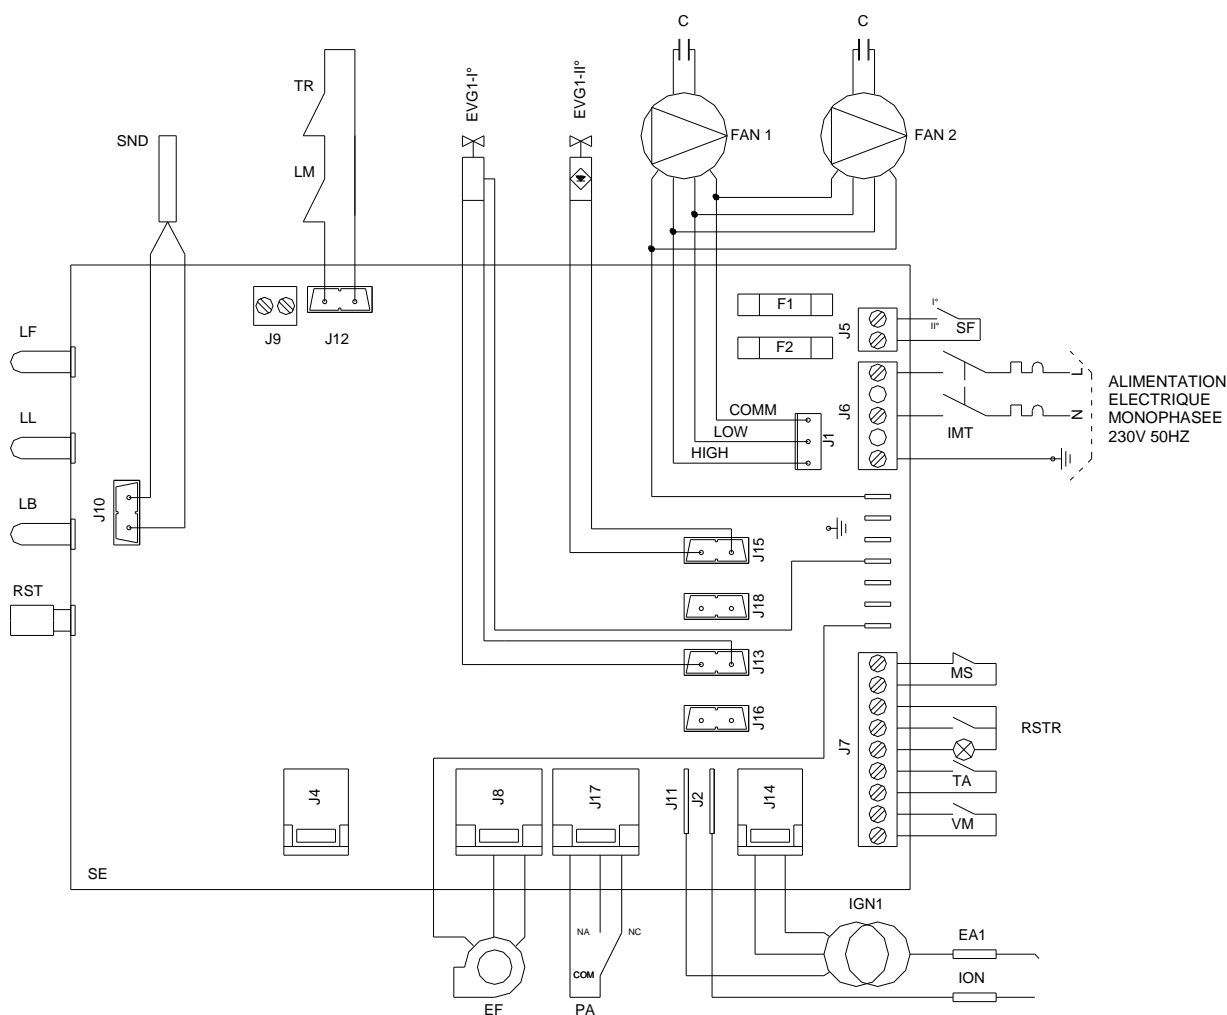 C
C
TR
EVG1-I°
EVG1-II°
SND
FAN 1
FAN 2
LM
F1
I°
II°
SF
J5
LF
J9
J12
F2
L
ALIMENTATION
ELECTRIQUE
MONOPHASEE
230V 50HZ
COMM
J6
N
LL
LOW
J1
IMT
HIGH
LB
J10
J15
RST
J18
J13
MS
J16
RSTR
J7
TA
J4
J8
J17
J11
J2
J14
VM
SE
IGN1
NA
NC
EA1
COM
ION
EF
PA